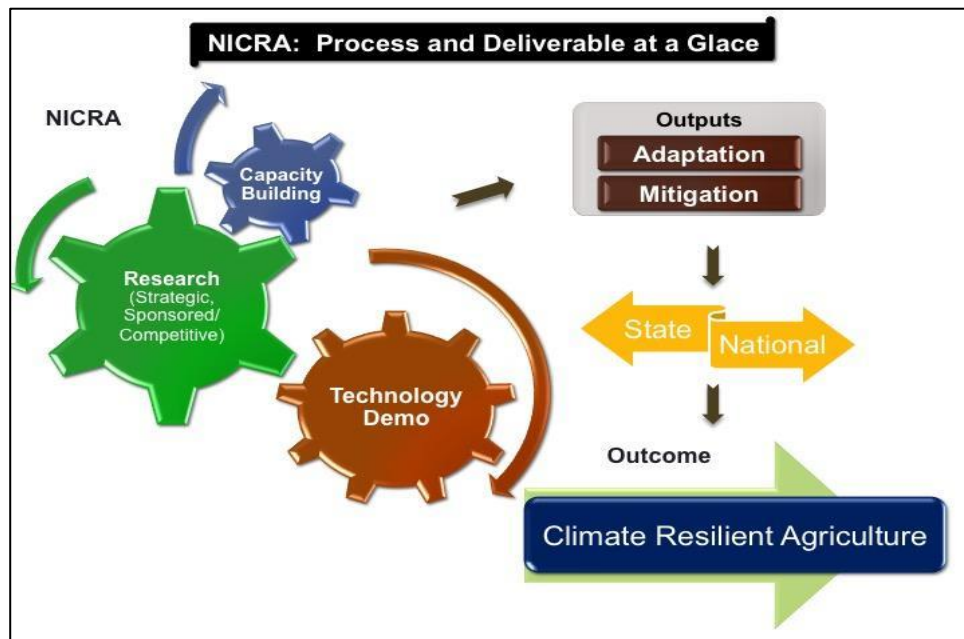 NICRA: Process and Deliverable at a Glace
NICRA
Capacity
Building
Research
(Strategic,
Sponsored/
Competitive)
Technology
Demo
Outputs
Adaptation
Mitigation
State
National
Outcome
Climate Resilient Agriculture